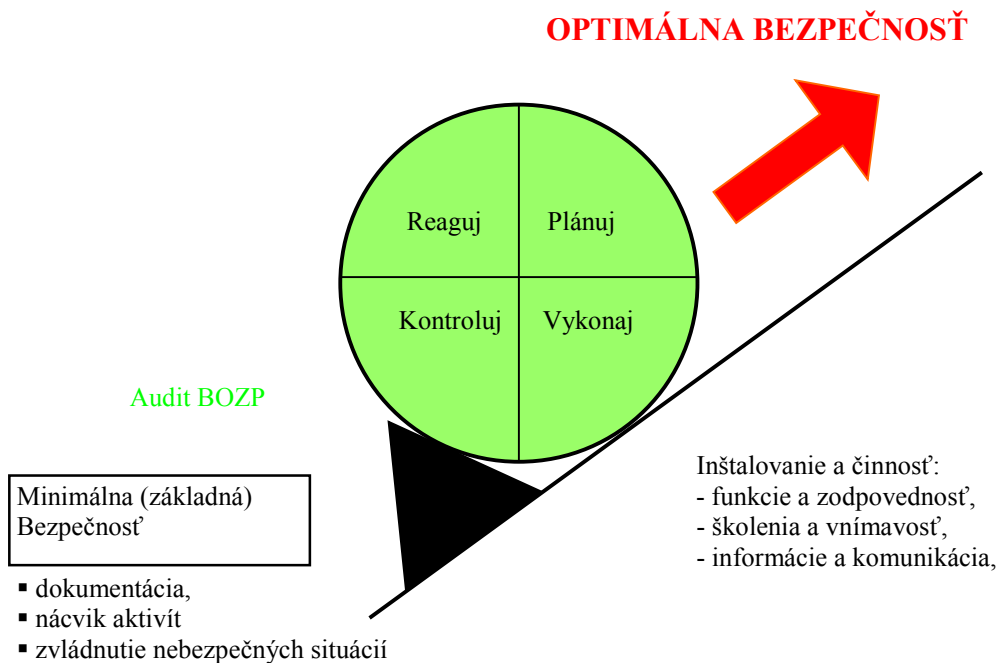 OPTIMÁLNA BEZPEČNOSŤ
Reaguj
Plánuj
Kontroluj
Vykonaj
Audit BOZP
Minimálna (základná)
Bezpečnosť
▪ dokumentácia,
▪ nácvik aktivít
▪ zvládnutie nebezpečných situácií
Inštalovanie a činnosť:
- funkcie a zodpovednosť,
- školenia a vnímavosť,
- informácie a komunikácia,